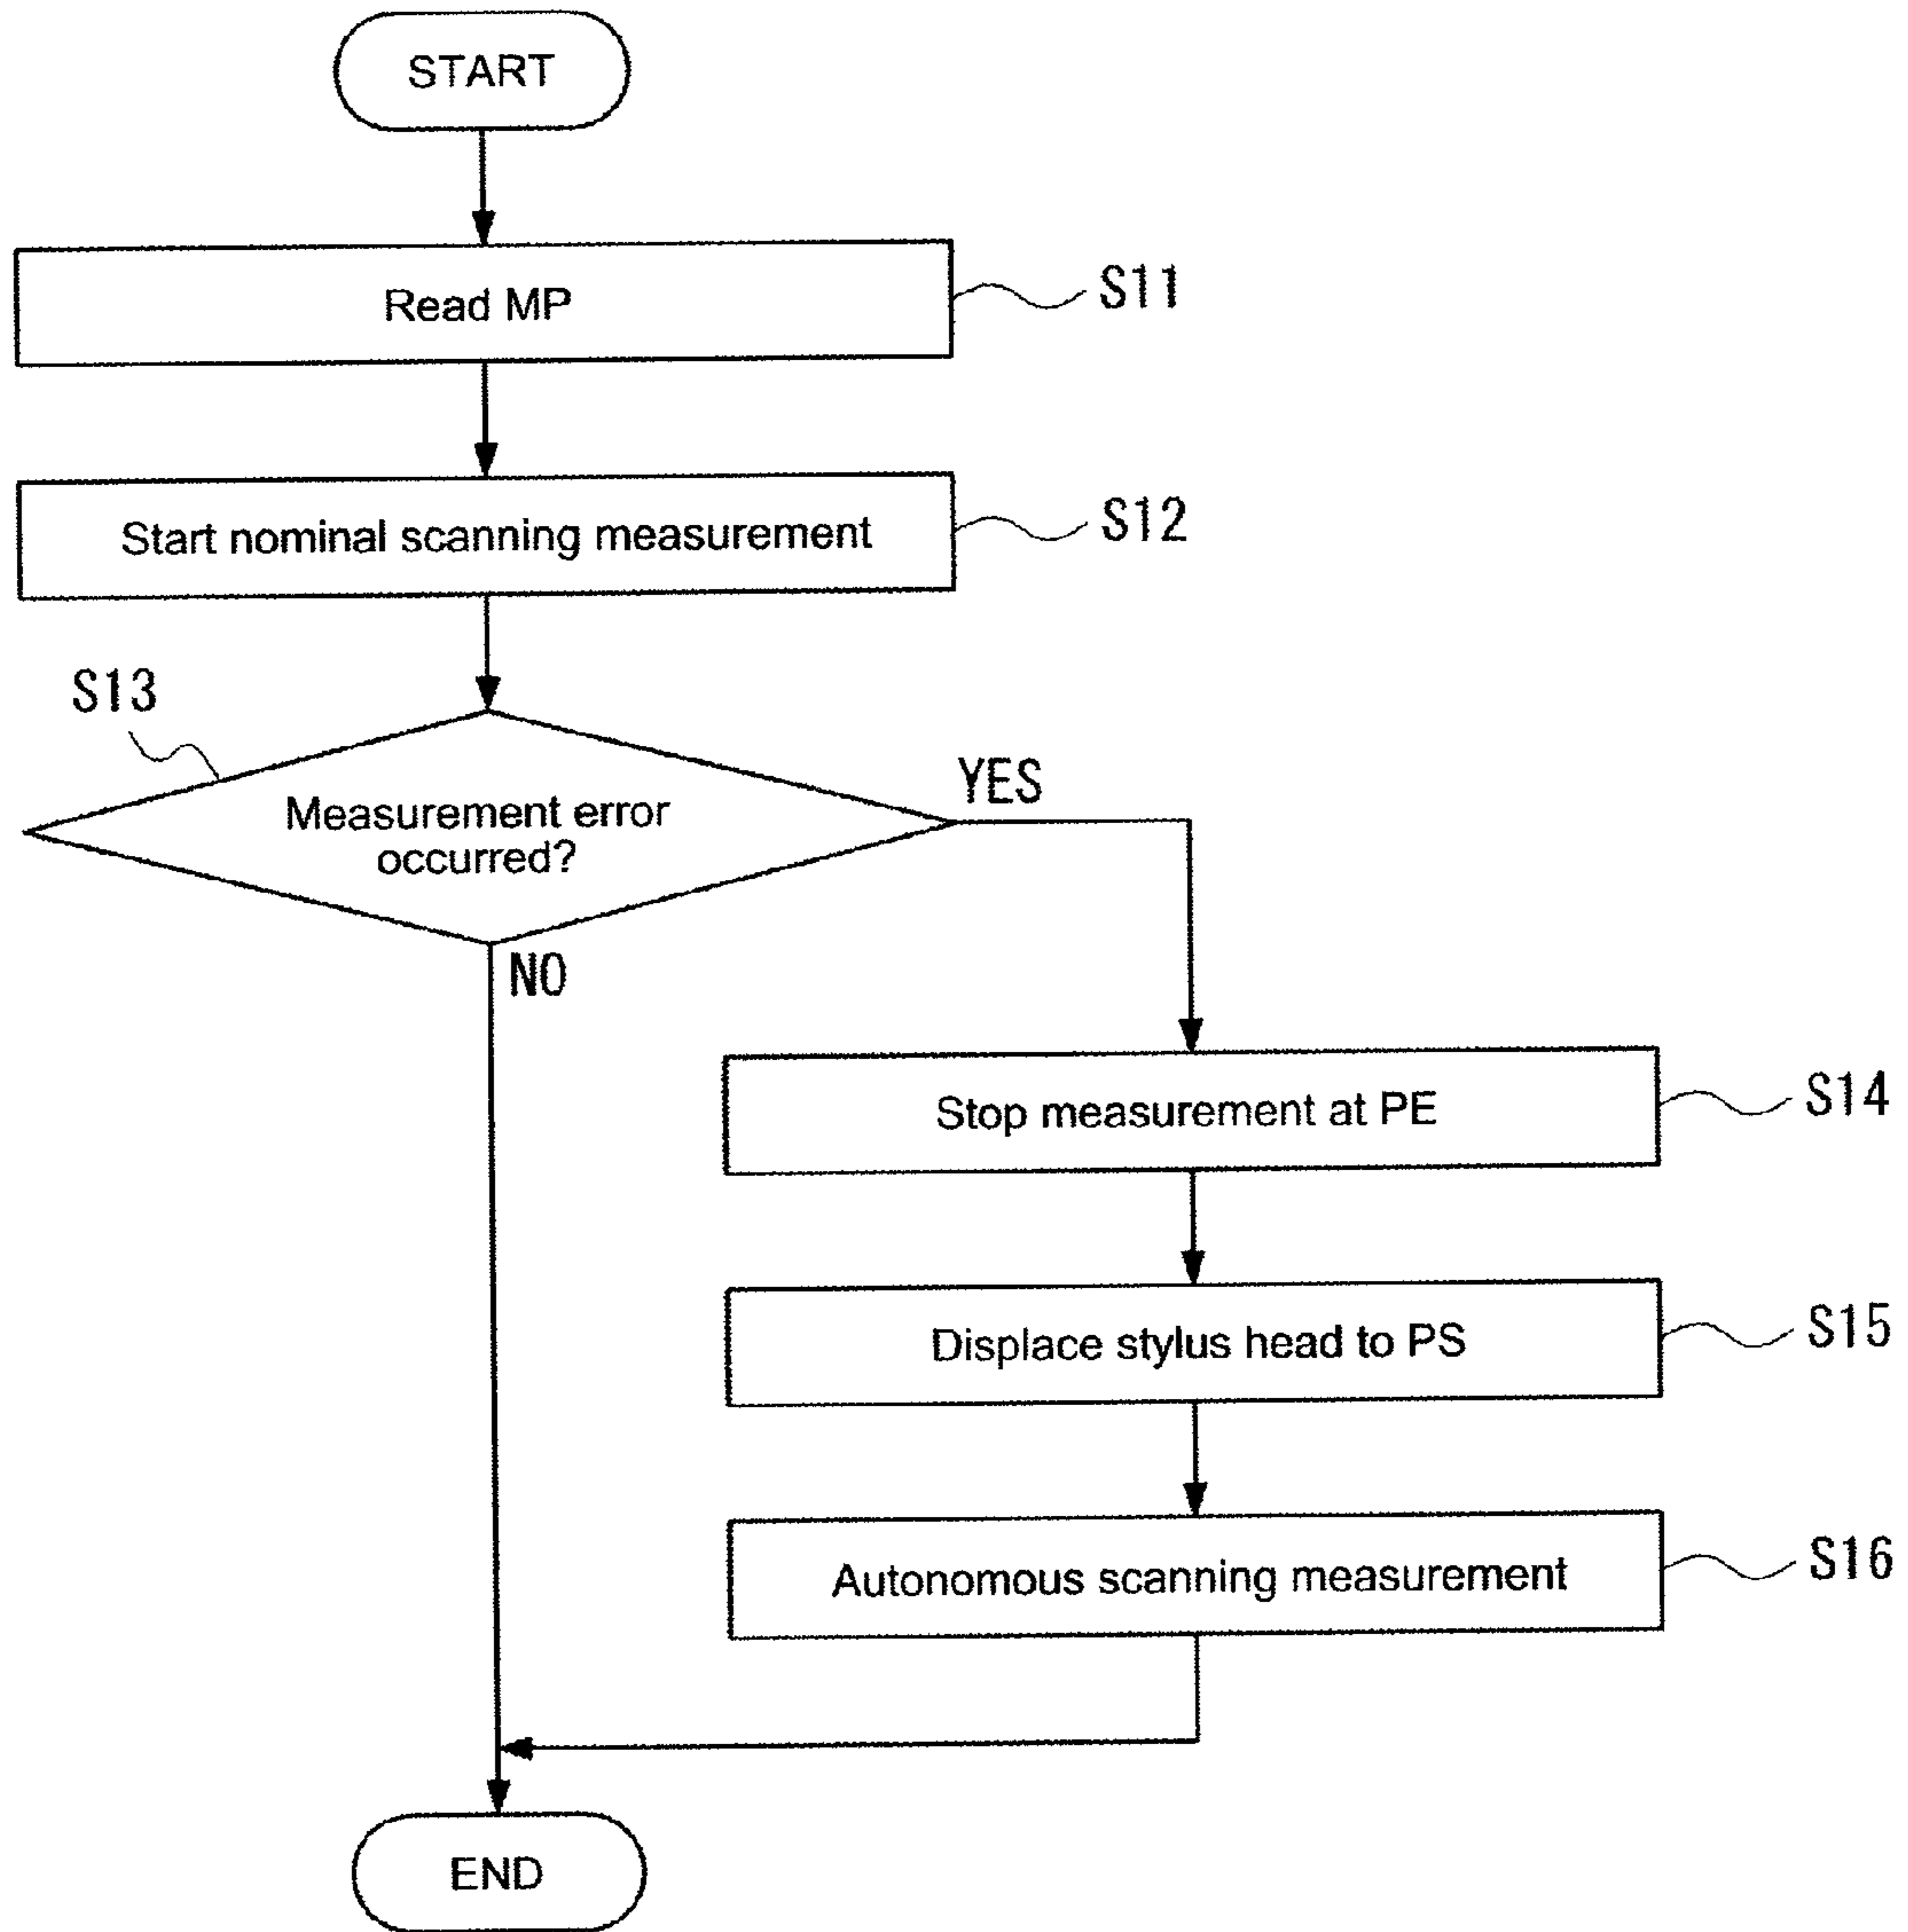 START
Read MP
S11
Start nominal scanning measurement
S12
S13
Measurement error
occurred?
YES
NO
Stop measurement at PE
S14
Displace stylus head to PS
S15
Autonomous scanning measurement
S16
END